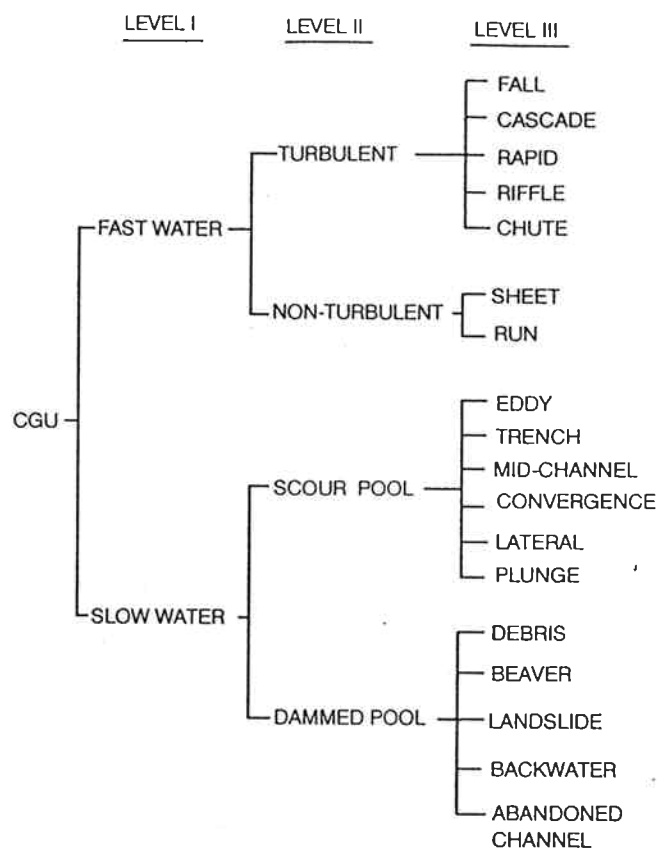 LEVEL I
LEVEL II
LEVEL III
FALL
CASCADE
TURBULENT
RAPID
RIFFLE
FAST WATER
CHUTE
SHEET
NON-TURBULENT
RUN
EDDY
CGU
TRENCH
MID-CHANNEL
SCOUR POOL
CONVERGENCE
LATERAL
PLUNGE
SLOW WATER
DEBRIS
BEAVER
DAMMED POOL
LANDSLIDE
BACKWATER
ABANDONED
CHANNEL